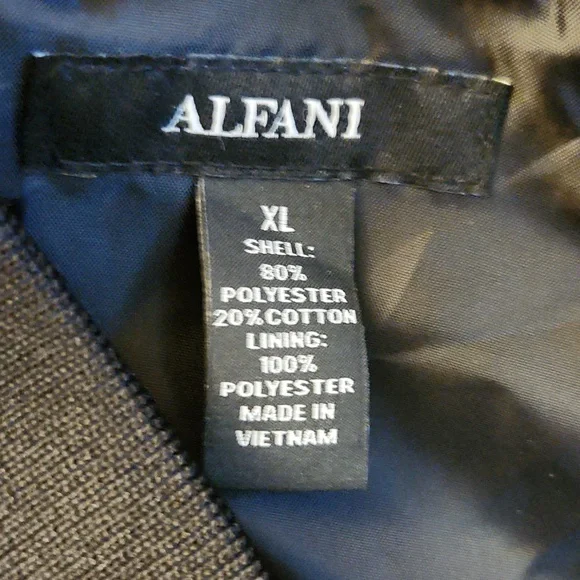 ALFANI
XL
SHELL:
80%
POLYESTER
20% COTTON
LINING:
100%
POLYESTER
MADE IN
VIETNAM